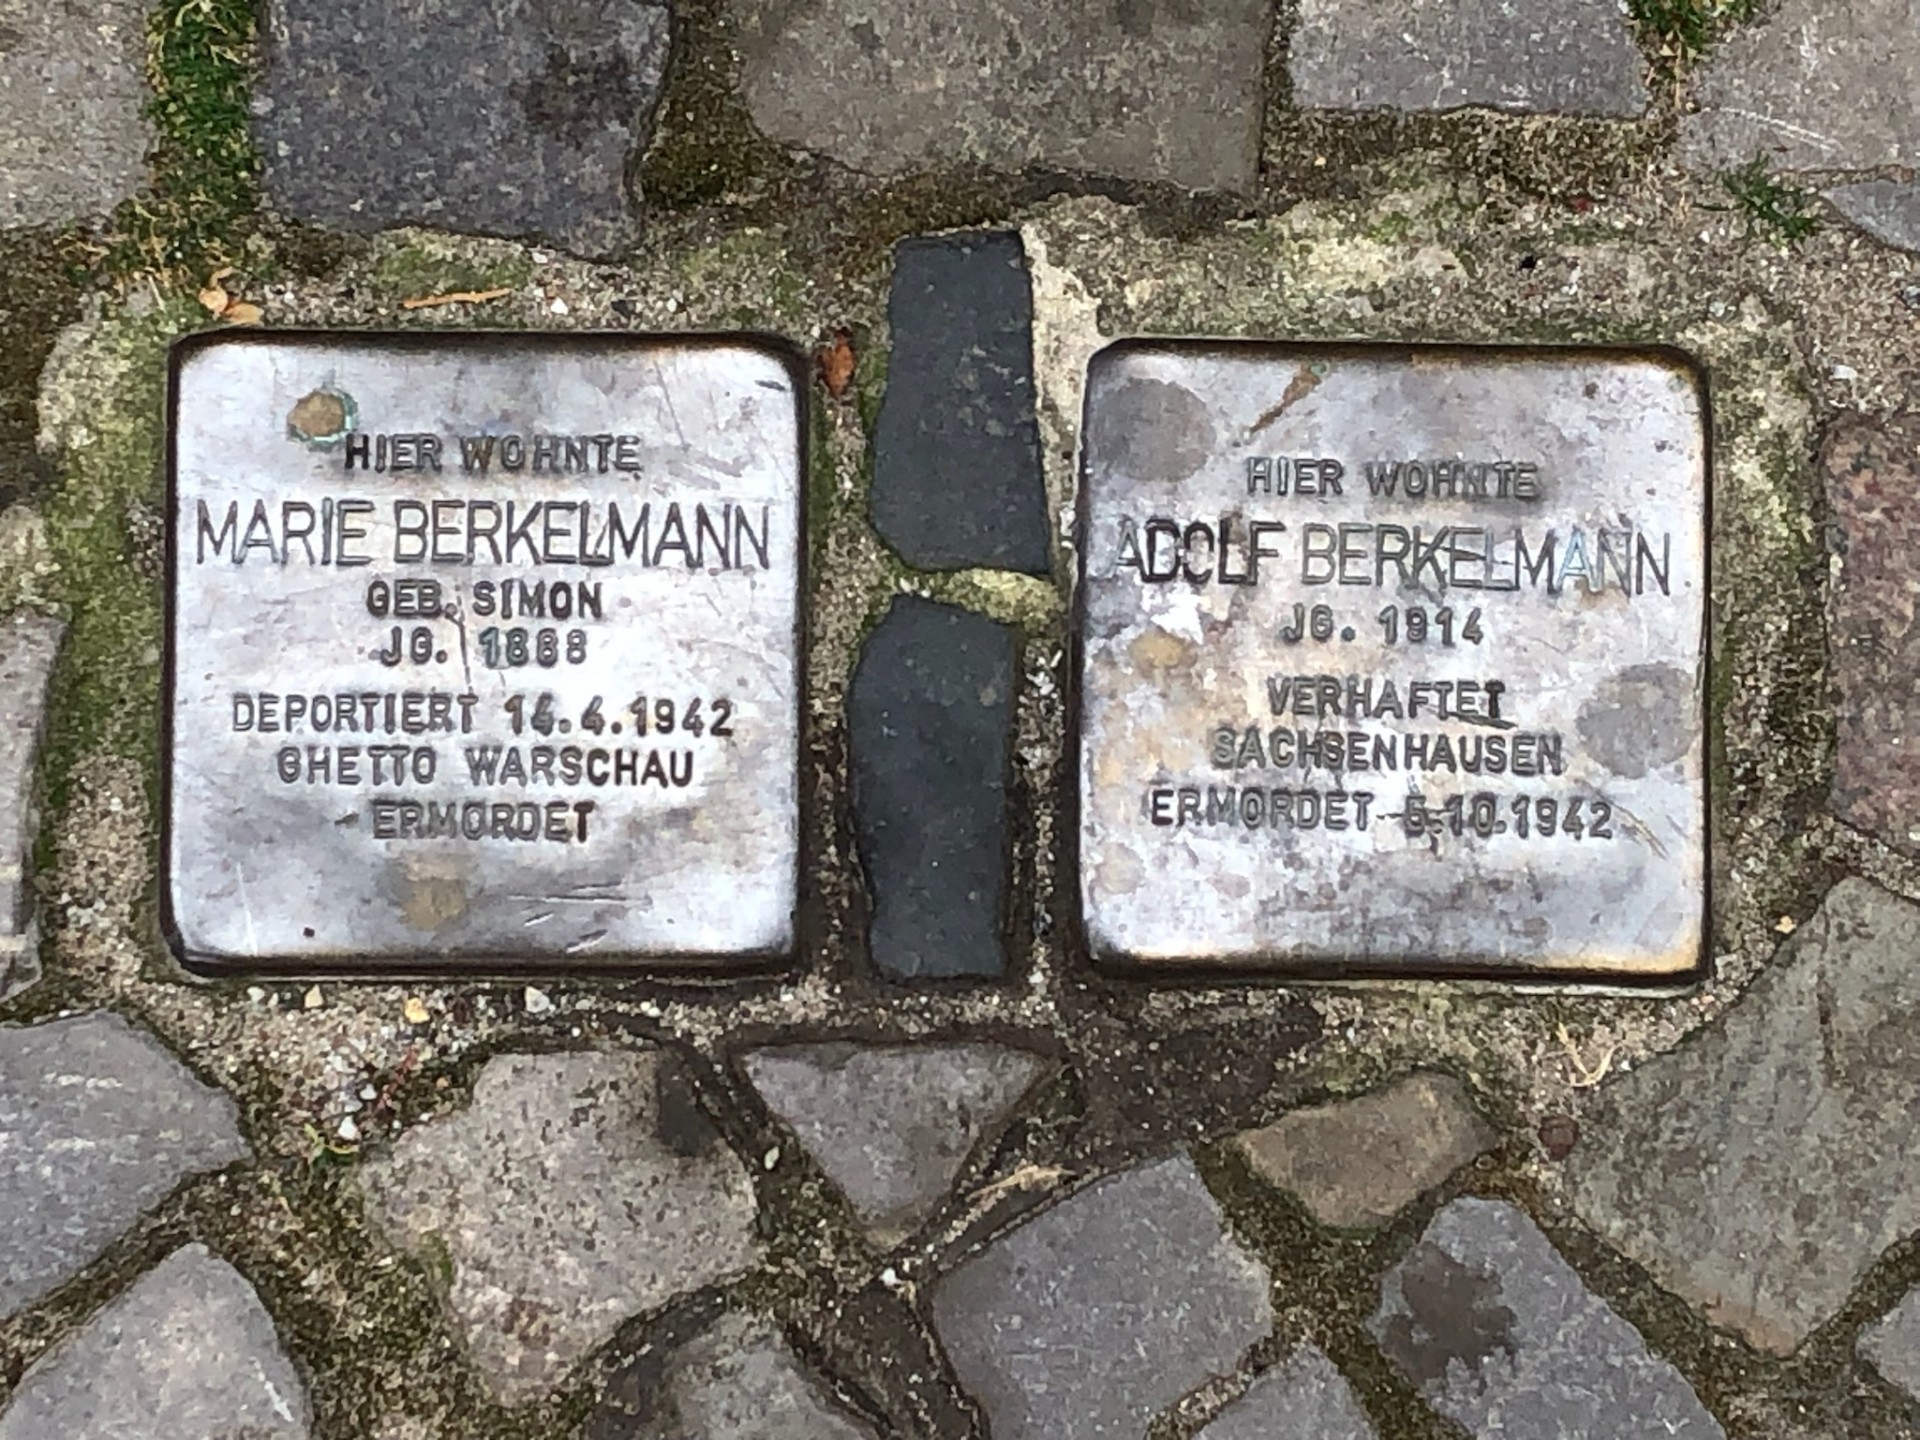 HIER WOHNTE
MARIE BERKELMANN
GEB. SIMON
JG. 1888
DEPORTIERT 14.4.1942
GHETTO WARSCHAU
ERMORDET
HIER WOHNTE
ADOLF BERKELMANN
JG. 1914
VERHAFTET
SACHSENHAUSEN
ERMORDET 5.10.1942